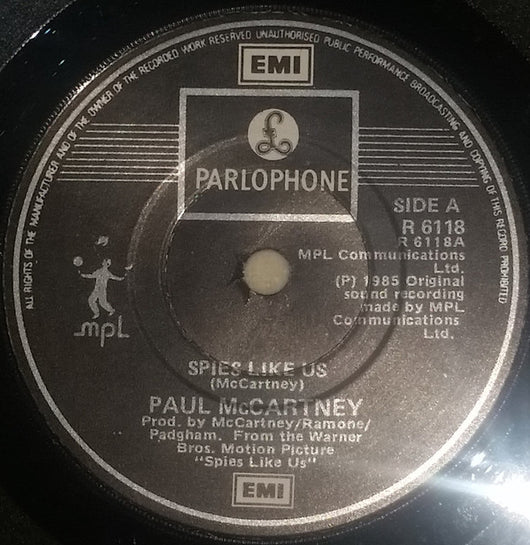 ALL RIGHTS OF THE MANUFACTURER AND OF THE OWNER OF THE RECORDED WORK RESERVED UNAUTHORISED PUBLIC PERFORMANCE BROADCASTING AND COPYING OF THIS RECORD PROHIBITED
EMI
£
PARLOPHONE
SIDE A
R 6118
R 6118A
MPL Communications
Ltd.
(P) 1985 Original
sound recording
made by MPL
Communications
Ltd.
mpL
SPIES LIKE US
(McCartney)
PAUL McCARTNEY
Prod. by McCartney/Ramone/
Padgham. From the Warner
Bros. Motion Picture
"Spies Like Us"
EMI